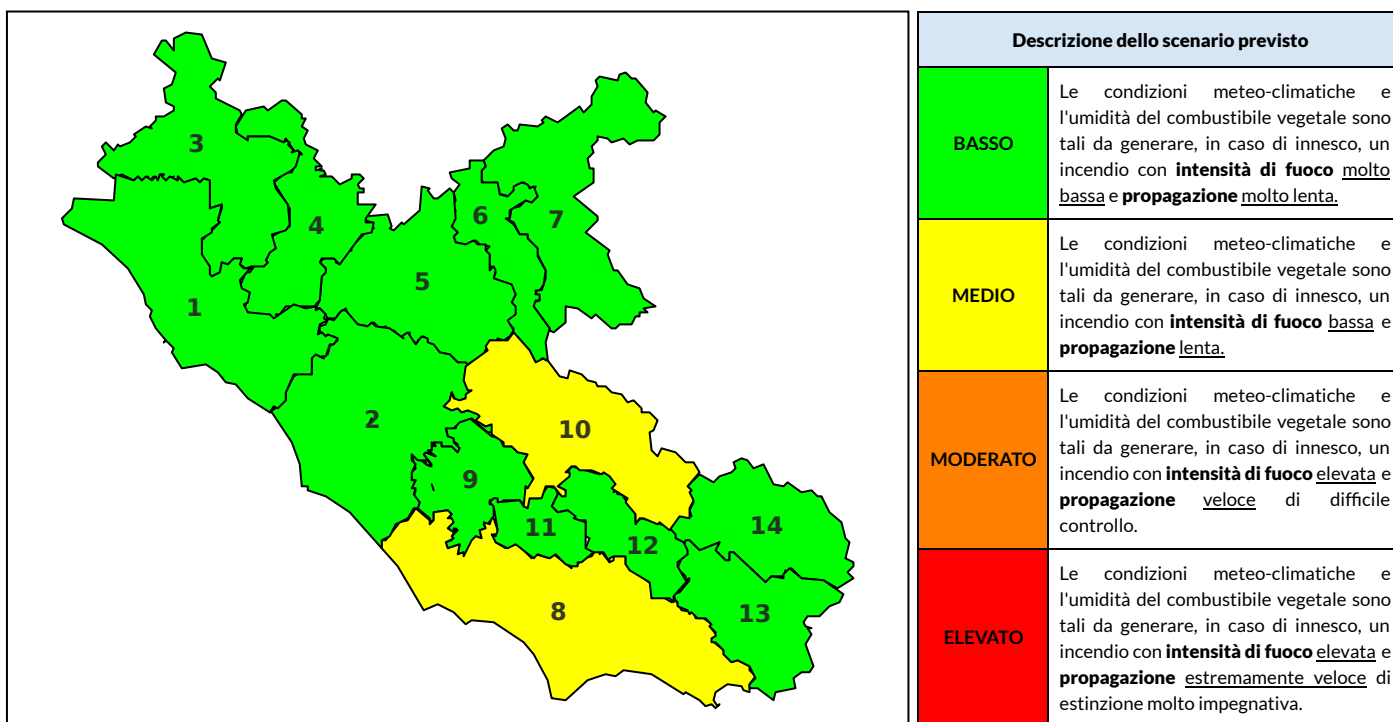 3
4
6
7
5
1
2
10
9
11
12
14
8
13
Descrizione dello scenario previsto
BASSO
Le condizioni meteo-climatiche e
l'umidità del combustibile vegetale sono
tali da generare, in caso di innesco, un
incendio con intensità di fuoco molto
bassa e propagazione molto lenta.
MEDIO
Le condizioni meteo-climatiche e
l'umidità del combustibile vegetale sono
tali da generare, in caso di innesco, un
incendio con intensità di fuoco bassa e
propagazione lenta.
MODERATO
Le condizioni meteo-climatiche e
l'umidità del combustibile vegetale sono
tali da generare, in caso di innesco, un
incendio con intensità di fuoco elevata e
propagazione veloce di difficile
controllo.
ELEVATO
Le condizioni meteo-climatiche e
l'umidità del combustibile vegetale sono
tali da generare, in caso di innesco, un
incendio con intensità di fuoco elevata e
propagazione estremamente veloce di
estinzione molto impegnativa.